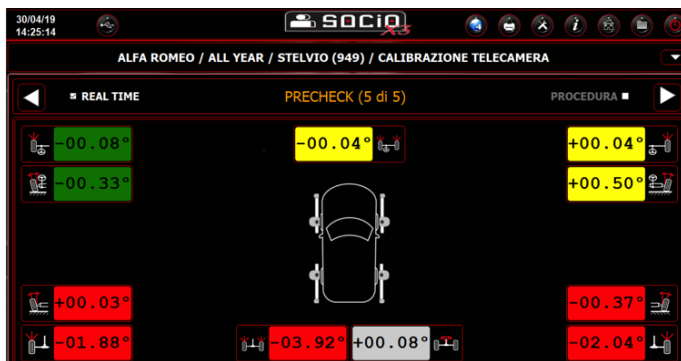 30/04/19
14:25:14
SOCIO X3
ALFA ROMEO / ALL YEAR / STELVIO (949) / CALIBRAZIONE TELECAMERA
REAL TIME
PRECHECK (5 di 5)
PROCEDURA
-00.08°
-00.04°
+00.04°
-00.33°
+00.50°
+00.03°
-00.37°
-01.88°
-03.92°
+00.08°
-02.04°